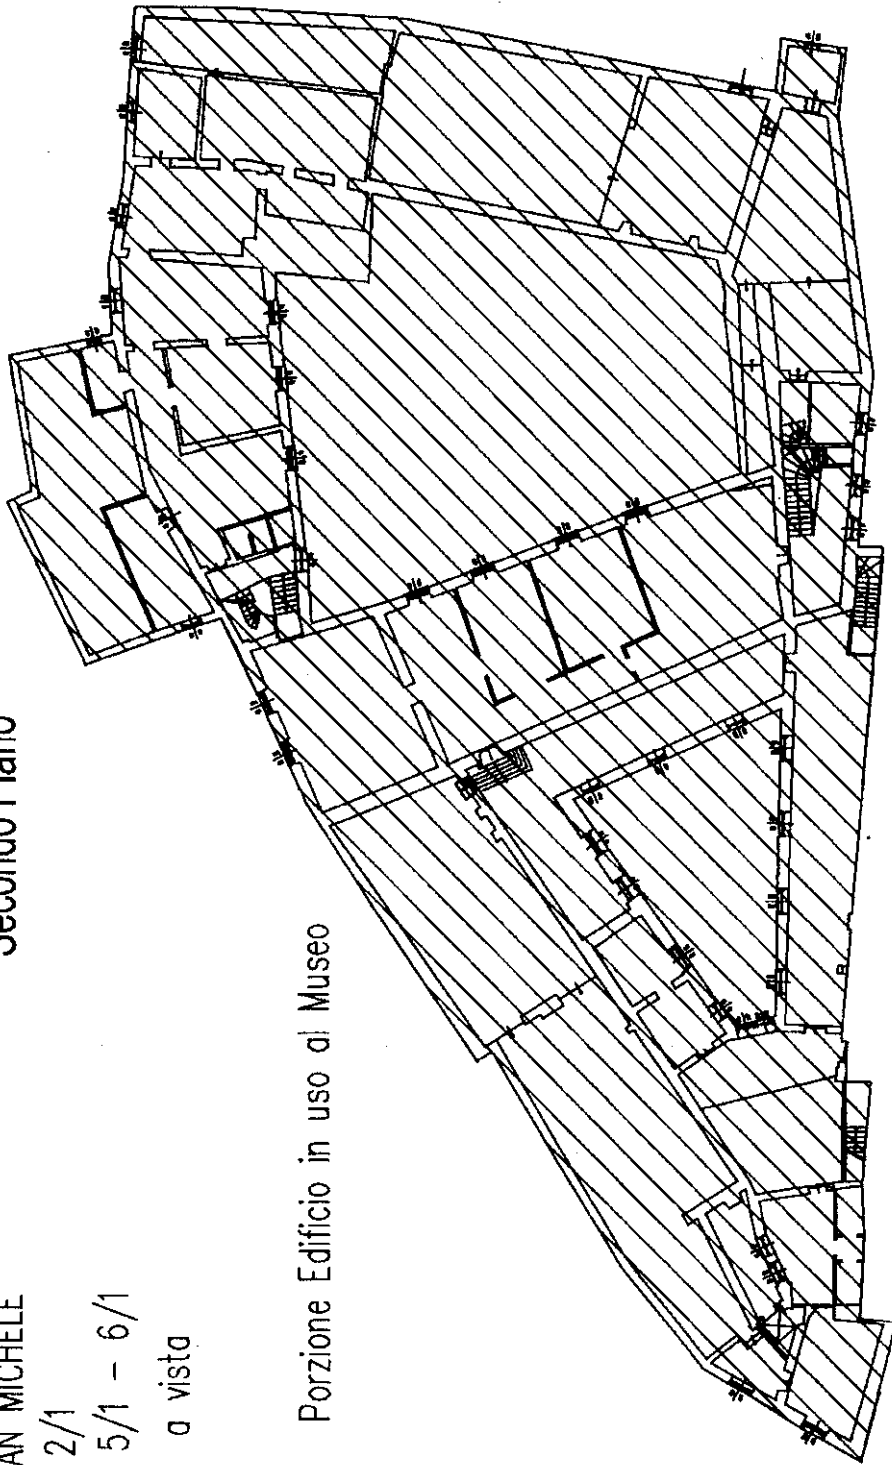 AN MICHELE
2/1
5/1 - 6/1
a vista
Secondo Piano
Porzione Edificio in uso al Museo